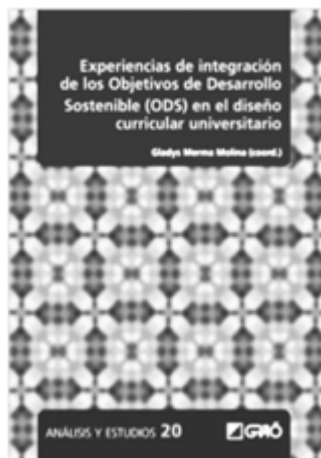 Experiencias de integración
de los Objetivos de Desarrollo
Sostenible (ODS) en el diseño
curricular universitario
Gladys Merma Molina (coord.)
ANÁLISIS Y ESTUDIOS 20
GRAÓ